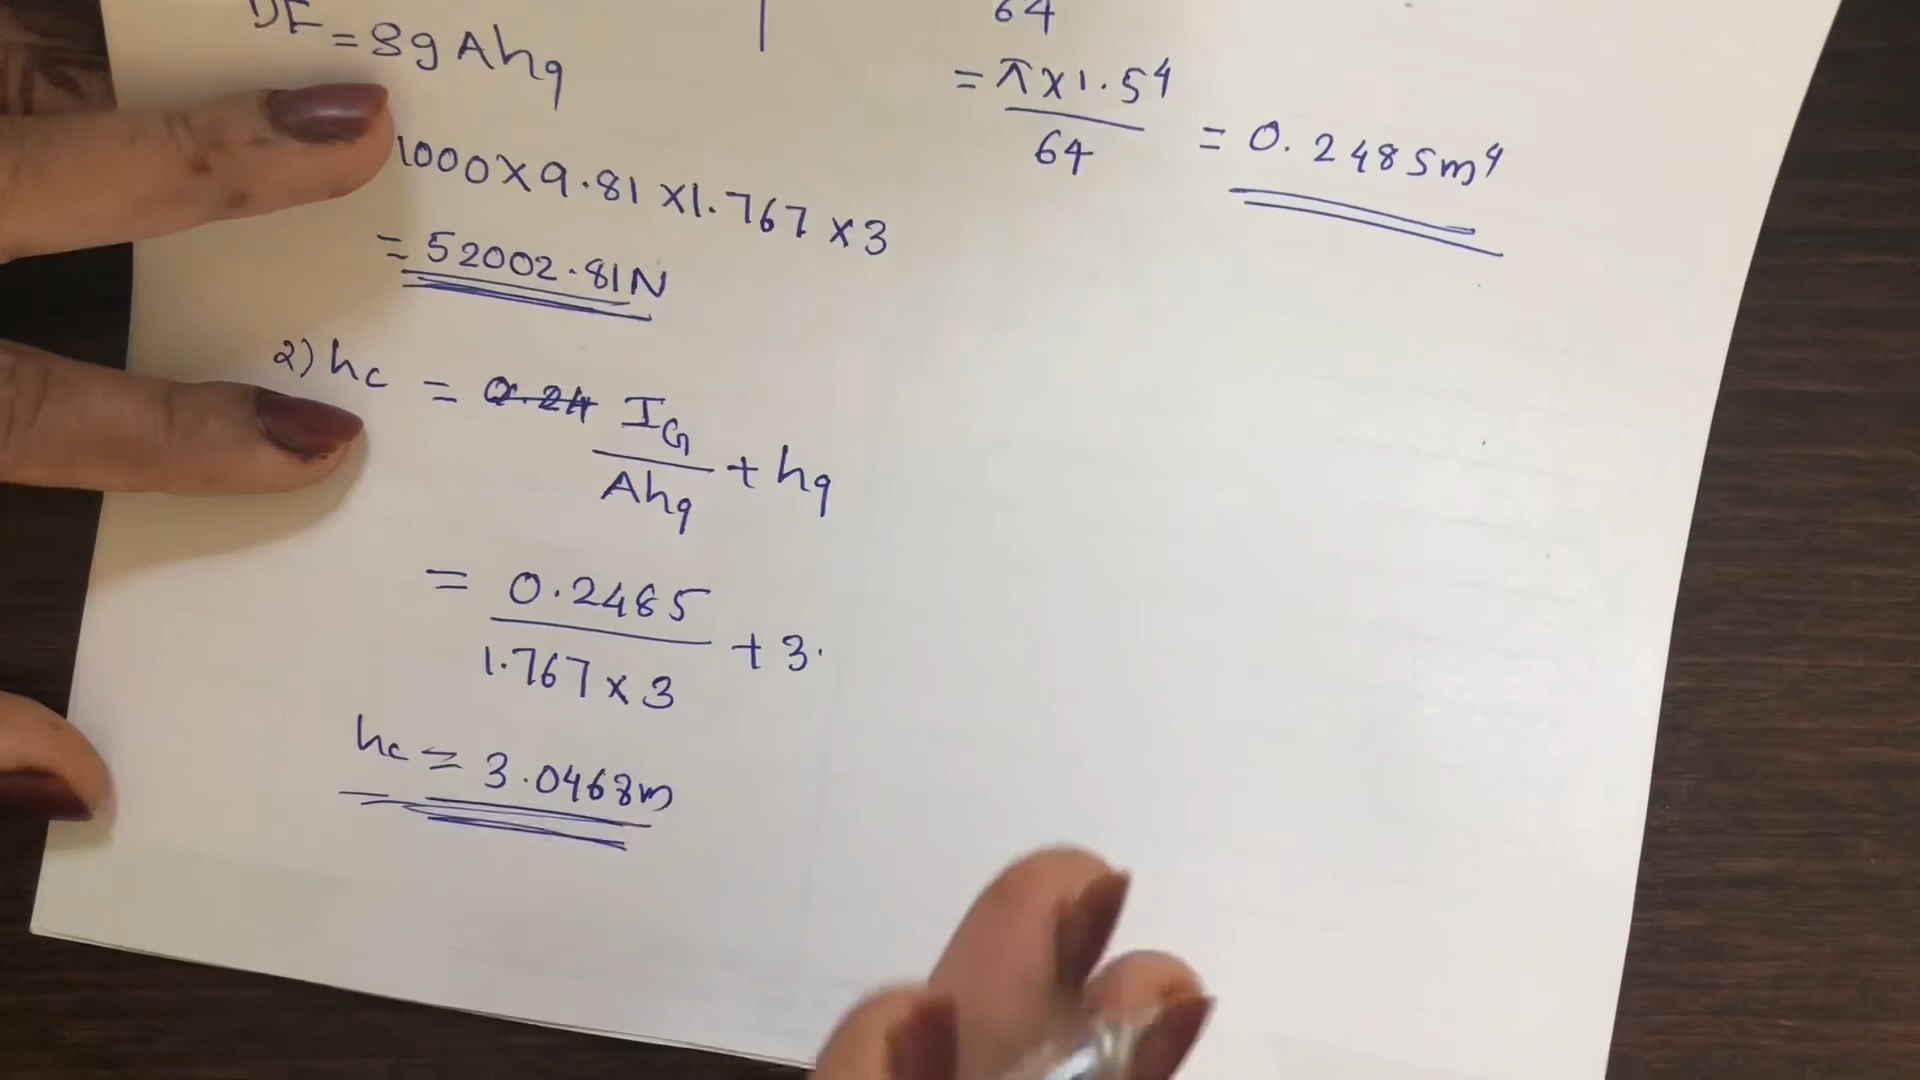 DF = ρgAhg
1000×9.81×1.767×3
= 52002.81N
2) hc = 0.24 IG/Ahg + hg
= 0.2485/1.767×3 + 3.
hc = 3.0468m
64
= π×1.5⁴/64 = 0.2485m⁴